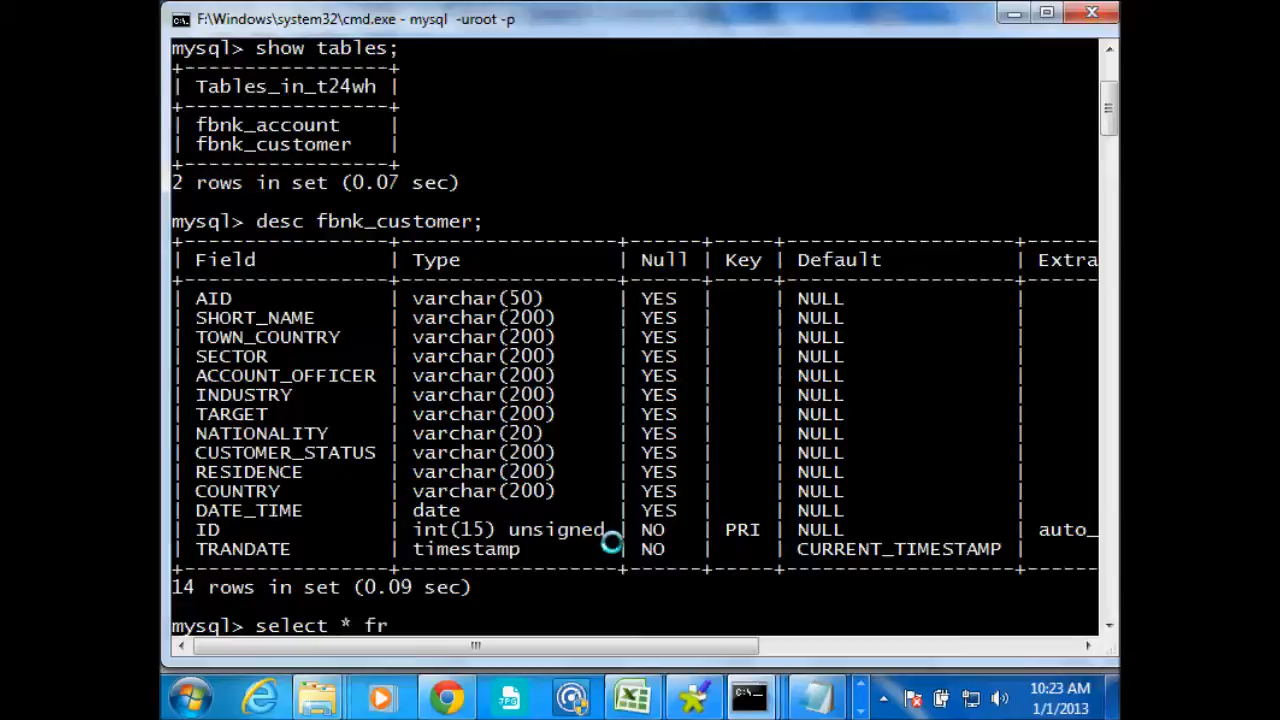 F:\Windows\system32\cmd.exe - mysql  -uroot -p
mysql> show tables;
+-----------------+
| Tables_in_t24wh |
+-----------------+
| fbnk_account    |
| fbnk_customer   |
+-----------------+
2 rows in set (0.07 sec)
mysql> desc fbnk_customer;
| Field | Type | Null | Key | Default | Extra
| AID | varchar(50) | YES | | NULL |
| SHORT_NAME | varchar(200) | YES | | NULL |
| TOWN_COUNTRY | varchar(200) | YES | | NULL |
| SECTOR | varchar(200) | YES | | NULL |
| ACCOUNT_OFFICER | varchar(200) | YES | | NULL |
| INDUSTRY | varchar(200) | YES | | NULL |
| TARGET | varchar(200) | YES | | NULL |
| NATIONALITY | varchar(20) | YES | | NULL |
| CUSTOMER_STATUS | varchar(200) | YES | | NULL |
| RESIDENCE | varchar(200) | YES | | NULL |
| COUNTRY | varchar(200) | YES | | NULL |
| DATE_TIME | date | YES | | NULL |
| ID | int(15) unsigned | NO | PRI | NULL | auto_
| TRANDATE | timestamp | NO | | CURRENT_TIMESTAMP |
14 rows in set (0.09 sec)
mysql> select * fr
JPG
C:\.
10:23 AM
1/1/2013